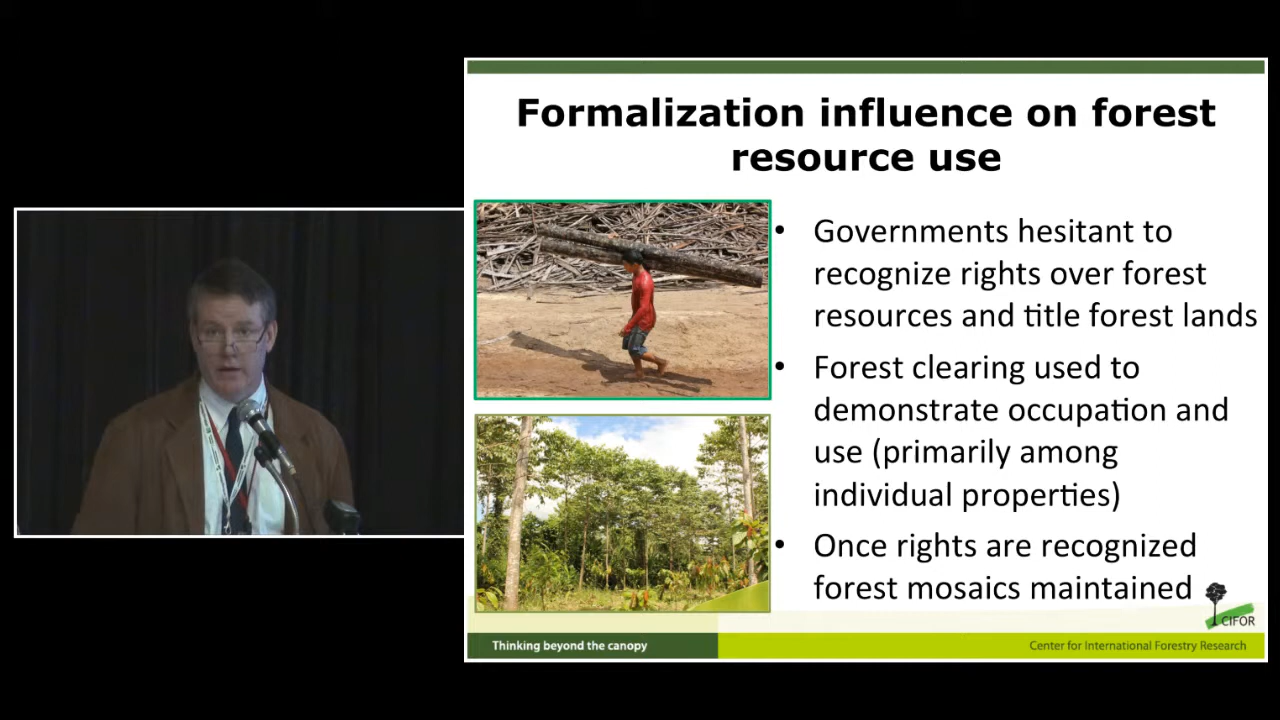 Formalization influence on forest
resource use
• Governments hesitant to
recognize rights over forest
resources and title forest lands
• Forest clearing used to
demonstrate occupation and
use (primarily among
individual properties)
• Once rights are recognized
forest mosaics maintained
CIFOR
Thinking beyond the canopy
Center for International Forestry Research